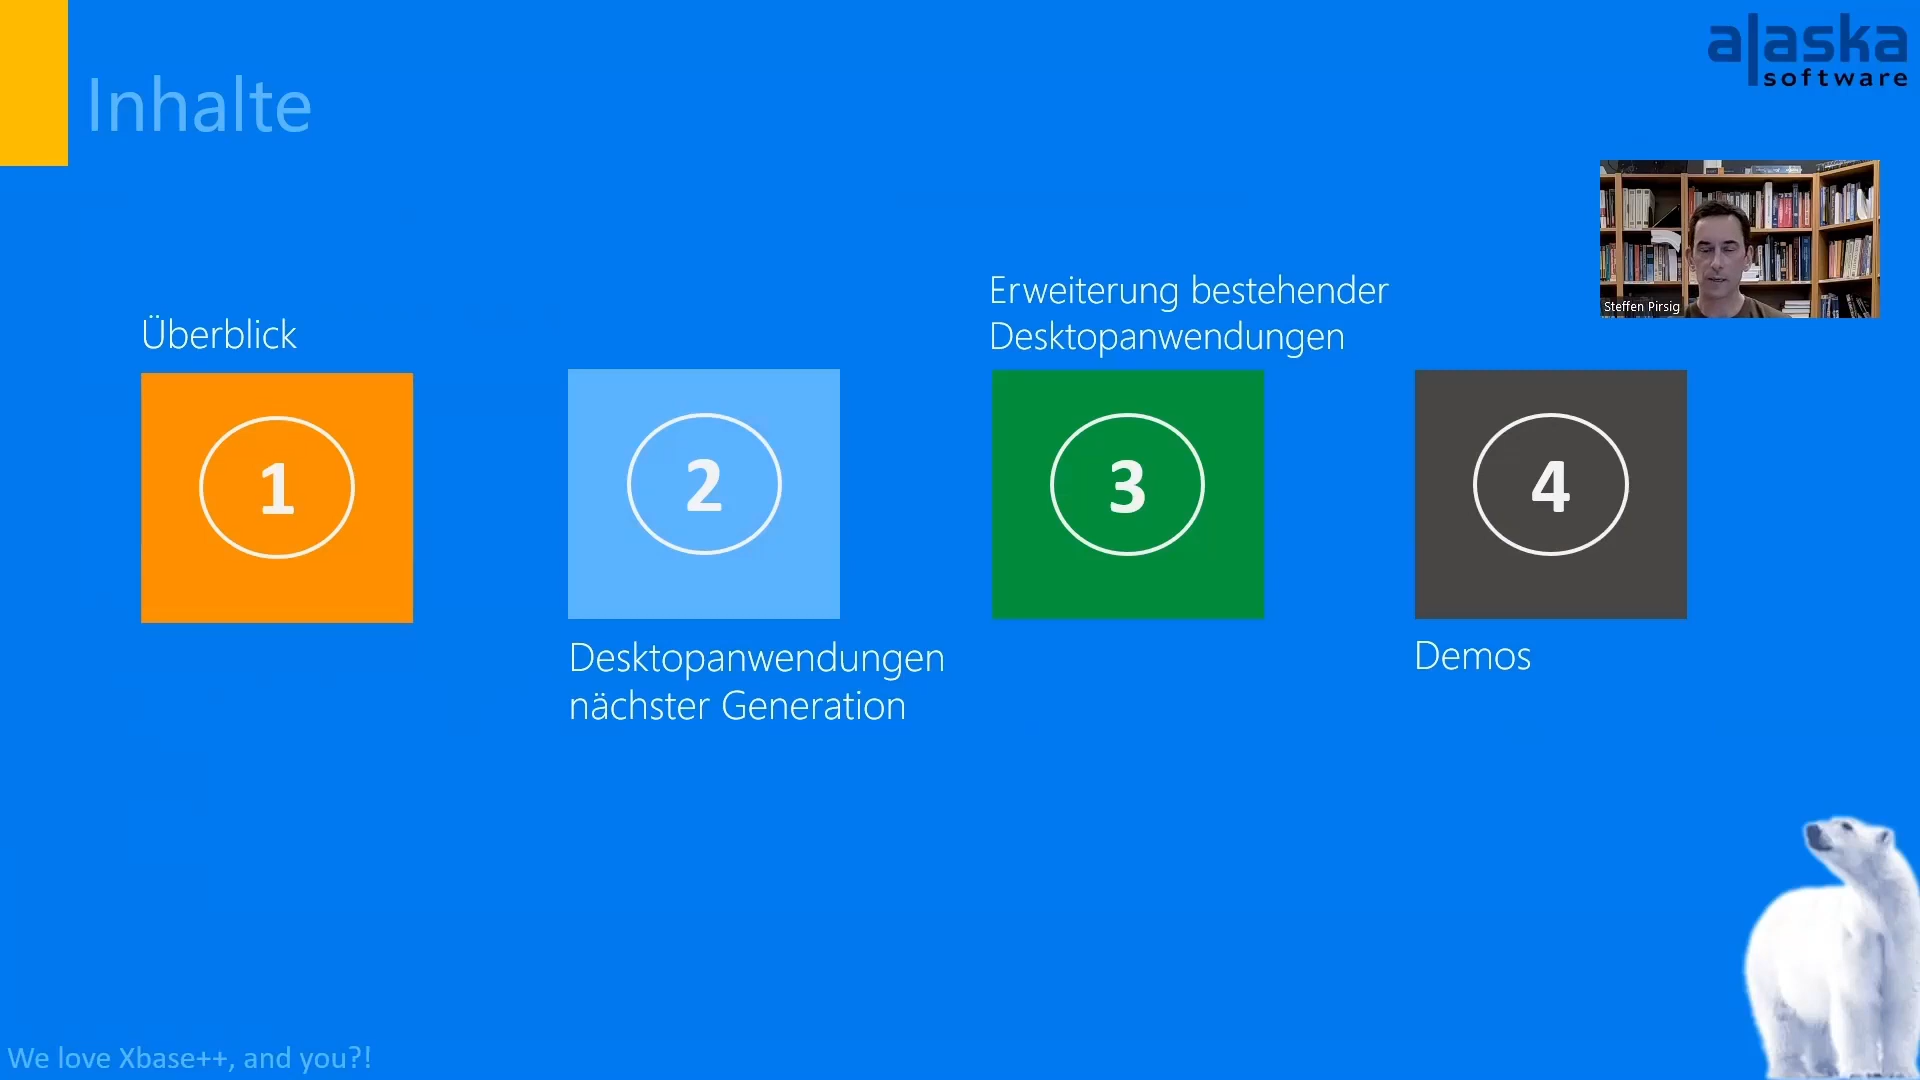 alaska
software
Inhalte
Steffen Pirsig
Überblick
1
2
Desktopanwendungen
nächster Generation
Erweiterung bestehender
Desktopanwendungen
3
4
Demos
We love Xbase++, and you?!